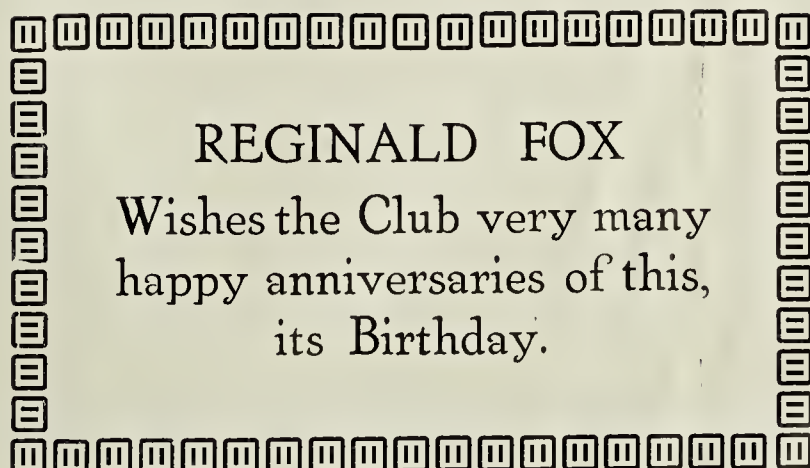 REGINALD FOX
Wishes the Club very many
happy anniversaries of this,
its Birthday.